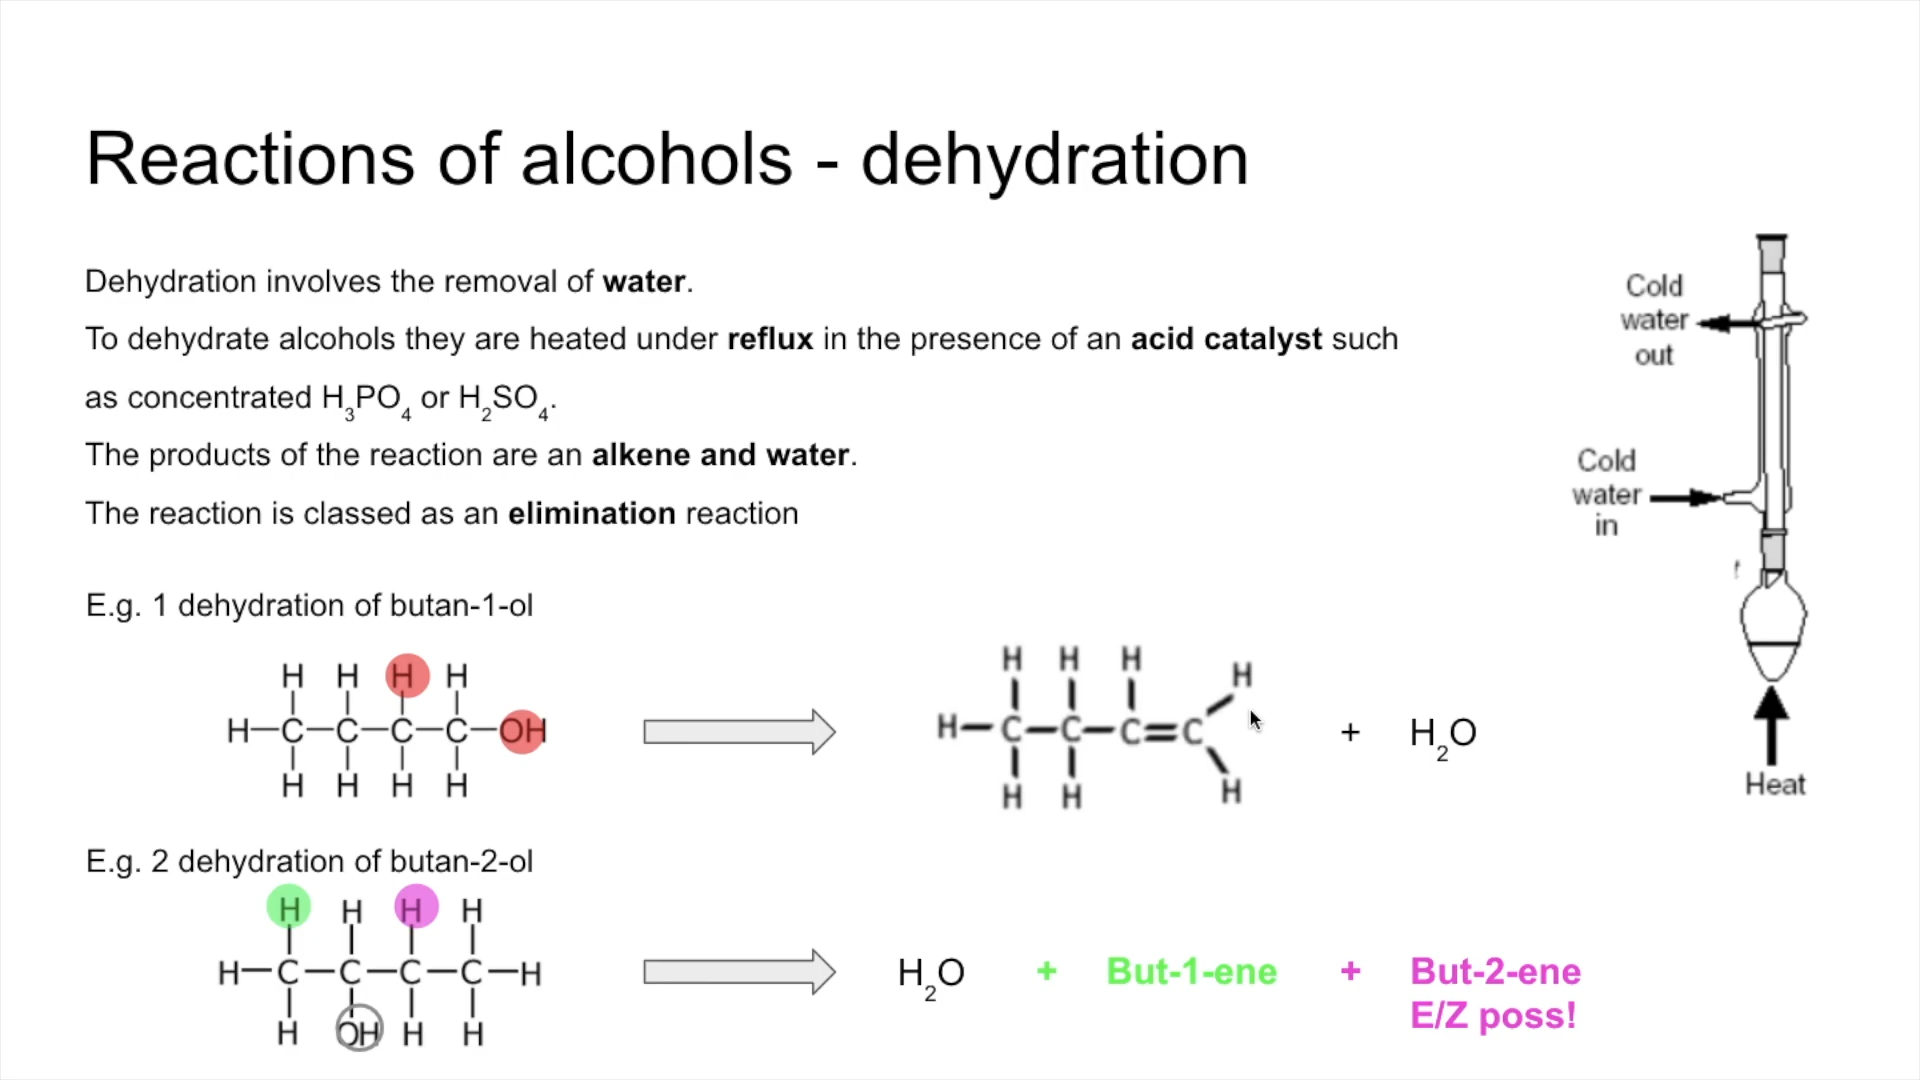 Reactions of alcohols - dehydration
Dehydration involves the removal of water.
To dehydrate alcohols they are heated under reflux in the presence of an acid catalyst such
as concentrated H₃PO₄ or H₂SO₄.
The products of the reaction are an alkene and water.
The reaction is classed as an elimination reaction
Cold
water
out
Cold
water
in
Heat
E.g. 1 dehydration of butan-1-ol
H H H H
H—C—C—C—C—OH
H H H H
H H H H
H—C—C—C=C
H H H
+ H₂O
E.g. 2 dehydration of butan-2-ol
H H H H
H—C—C—C—C—H
H OH H H
H₂O + But-1-ene + But-2-ene
E/Z poss!